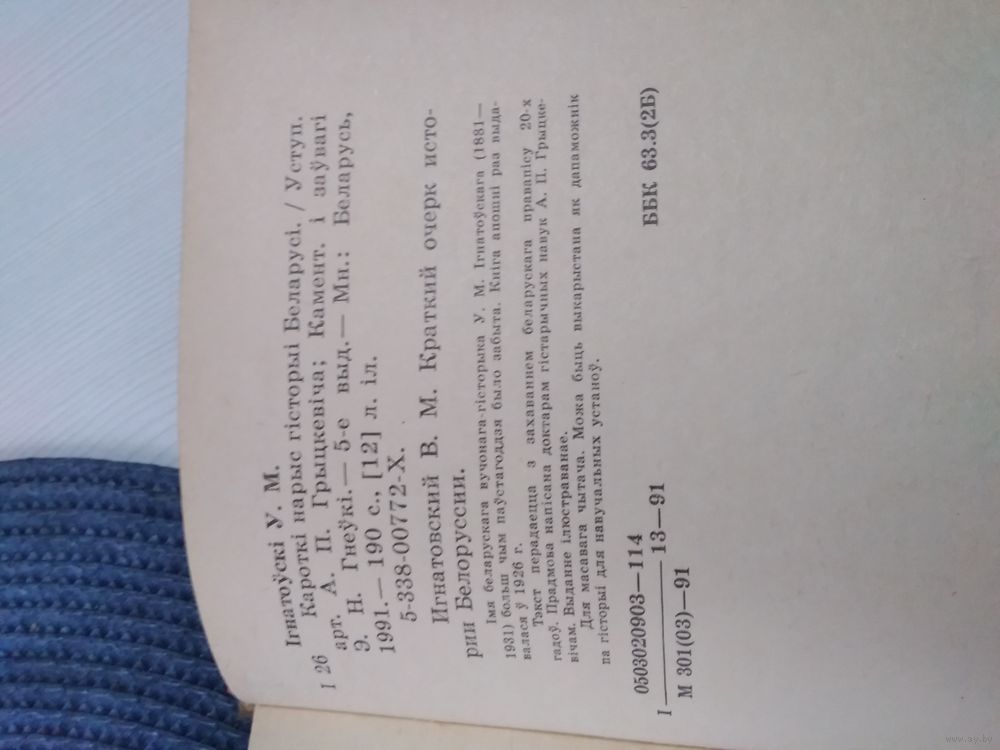 Ігнатоўскі У. М.
І 26 Кароткі нарыс гісторыі Беларусі. / Уступ.
арт. А. П. Грыцкевіча; Камент. і заўвагі
Э. Н. Гнеўкі.— 5-е выд.— Мн.: Беларусь,
1991.— 190 с., [12] л. іл.
5-338-00772-X.
Игнатовский В. М. Краткий очерк исто-
рии Белоруссии.
Імя беларускага вучонага-гісторыка У. М. Ігнатоўскага (1881—
1931) больш чым паўстагоддзя было забыта. Кніга апошні раз выда-
валася ў 1926 г.
Тэкст перадаецца з захаваннем беларускага правапісу 20-х
гадоў. Прадмова напісана доктарам гістарычных навук А. П. Грыцке-
вічам. Выданне ілюстраванае.
Для масавага чытача. Можа быць выкарыстана як дапаможнік
па гісторыі для навучальных устаноў.
0503020903—114
І 13—91 ББК 63.3(2Б)
М 301(03)—91
www.ay.by